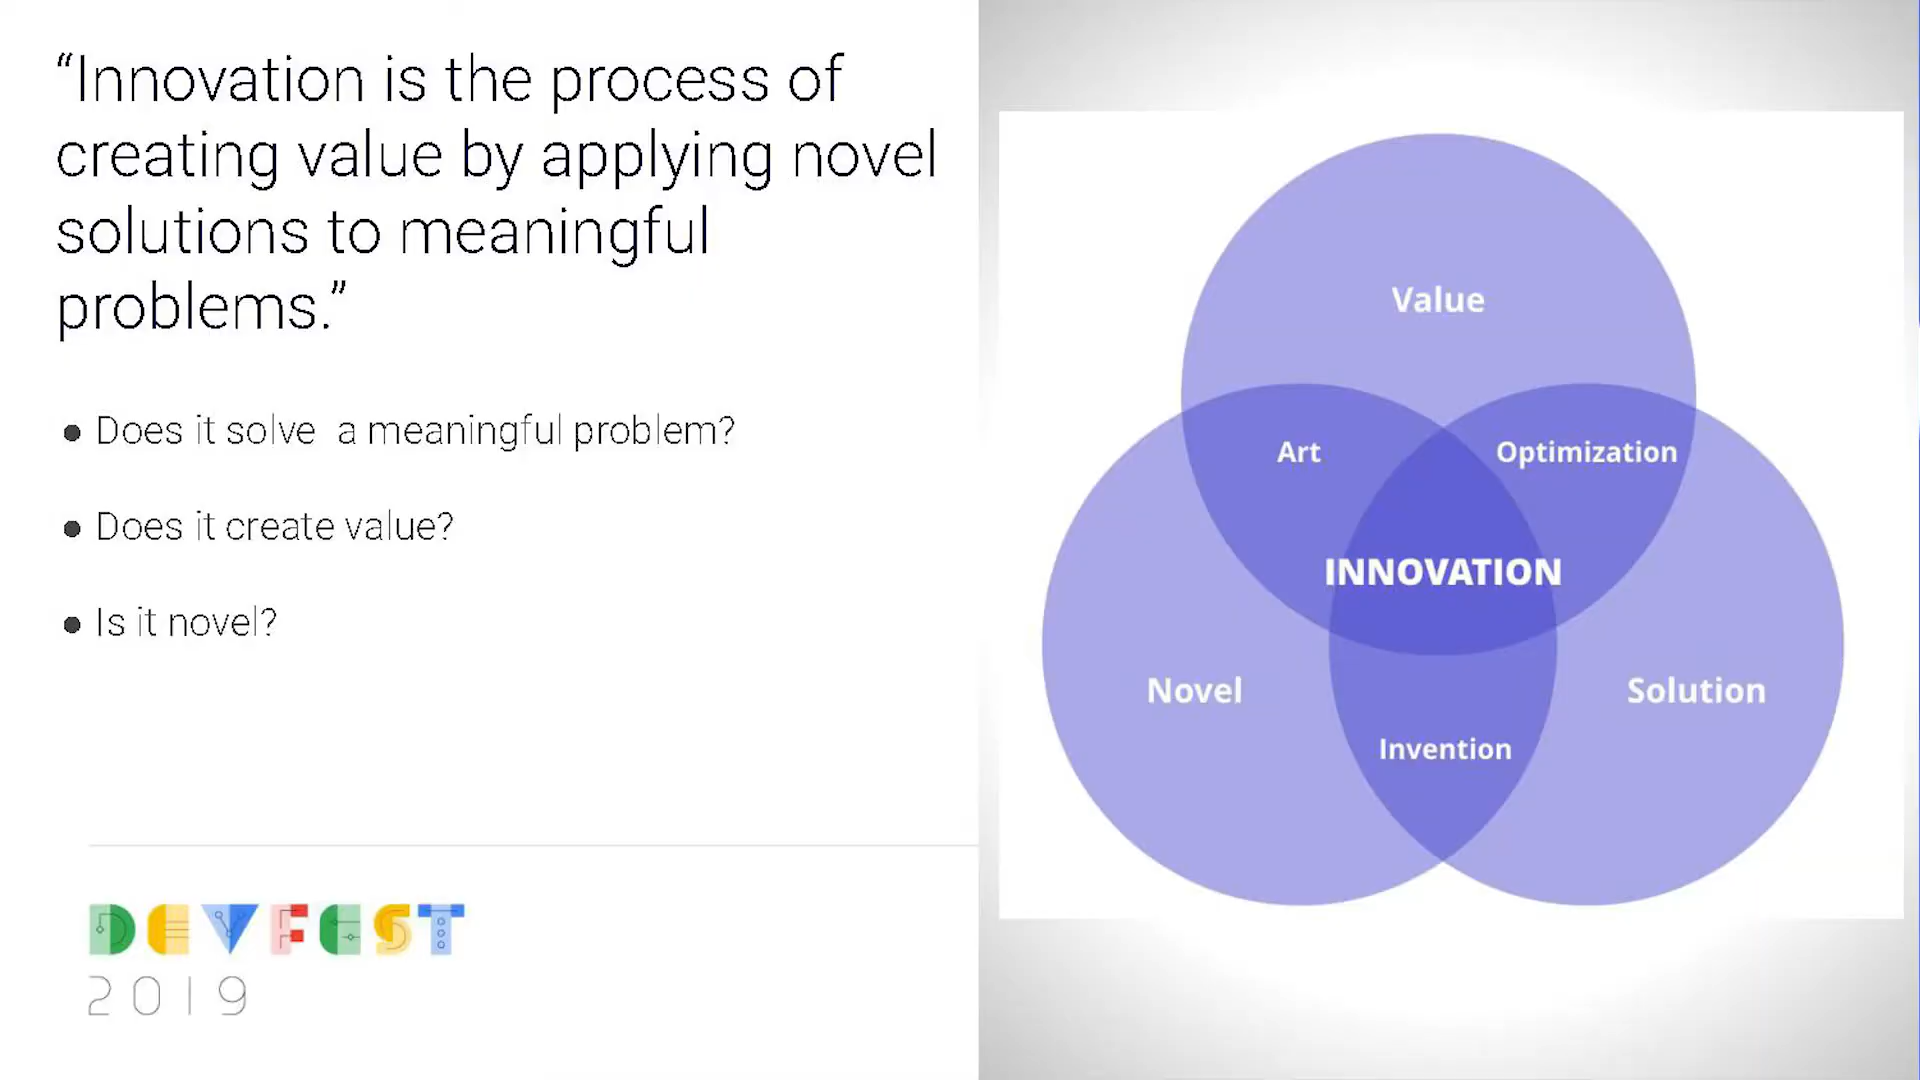 “Innovation is the process of
creating value by applying novel
solutions to meaningful
problems.”
● Does it solve  a meaningful problem?
● Does it create value?
● Is it novel?
DEVFEST
2019
Value
Art
Optimization
INNOVATION
Novel
Solution
Invention